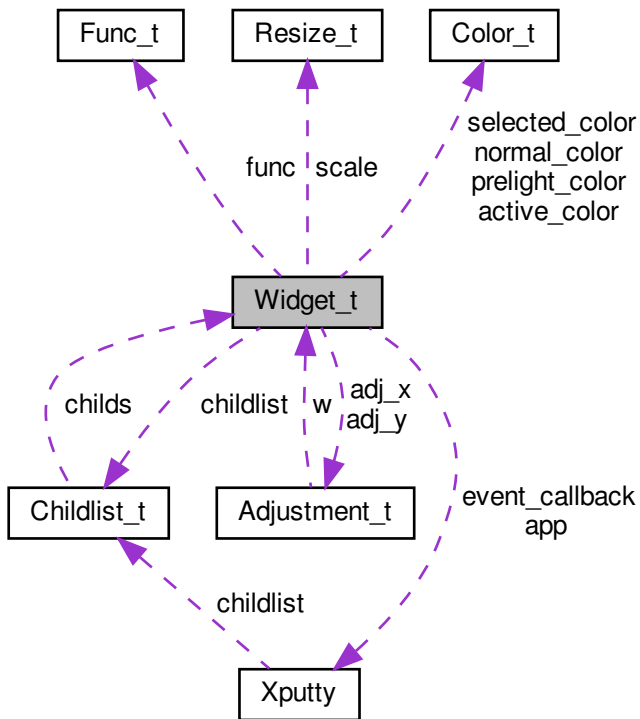 Func_t
Resize_t
Color_t
func
scale
selected_color
normal_color
prelight_color
active_color
Widget_t
childs
childlist
w
adj_x
adj_y
Childlist_t
Adjustment_t
event_callback
app
childlist
Xputty